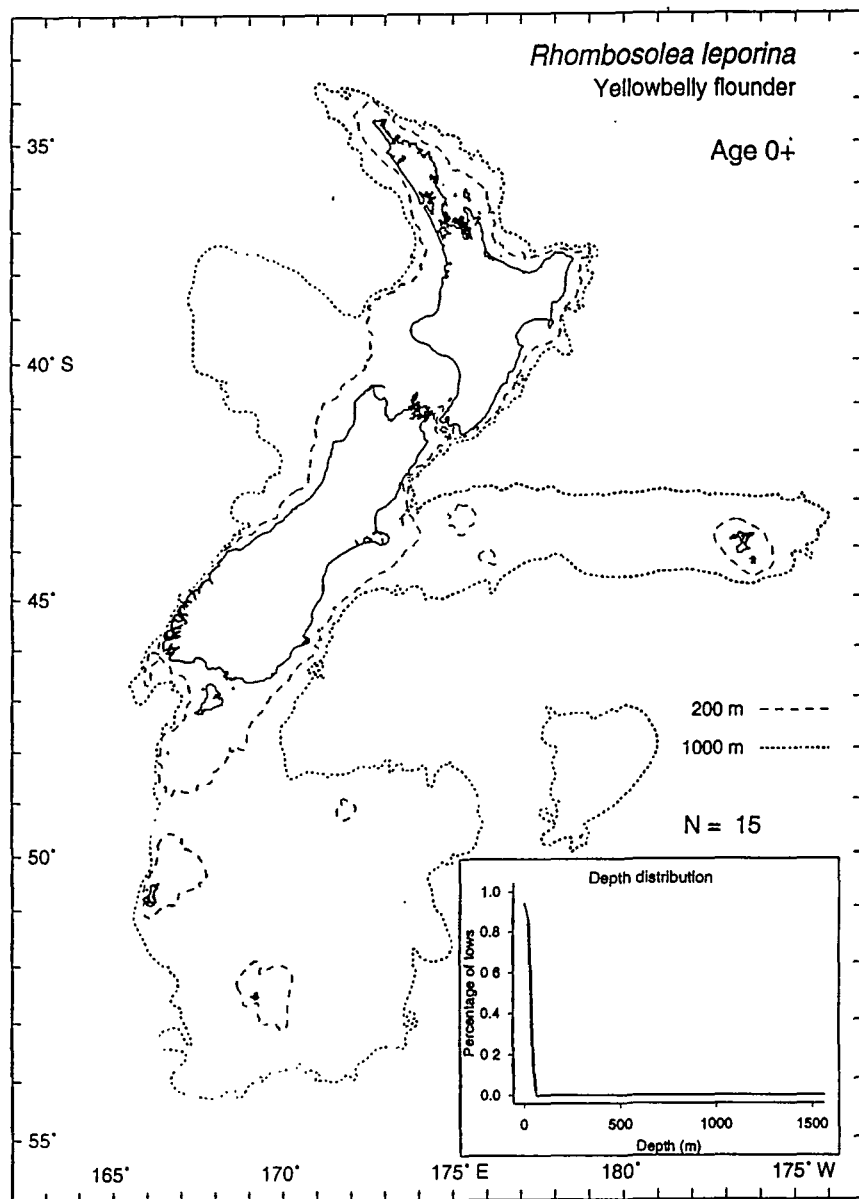 Rhombosolea leporina
Yellowbelly flounder
Age 0+
35°
40° S
45°
200 m
1000 m
N = 15
50°
Depth distribution
1.0
0.8
0.6
0.4
0.2
0.0
Percentage of tows
0 500 1000 1500
Depth (m)
55°
165° 170° 175° E 180° 175° W